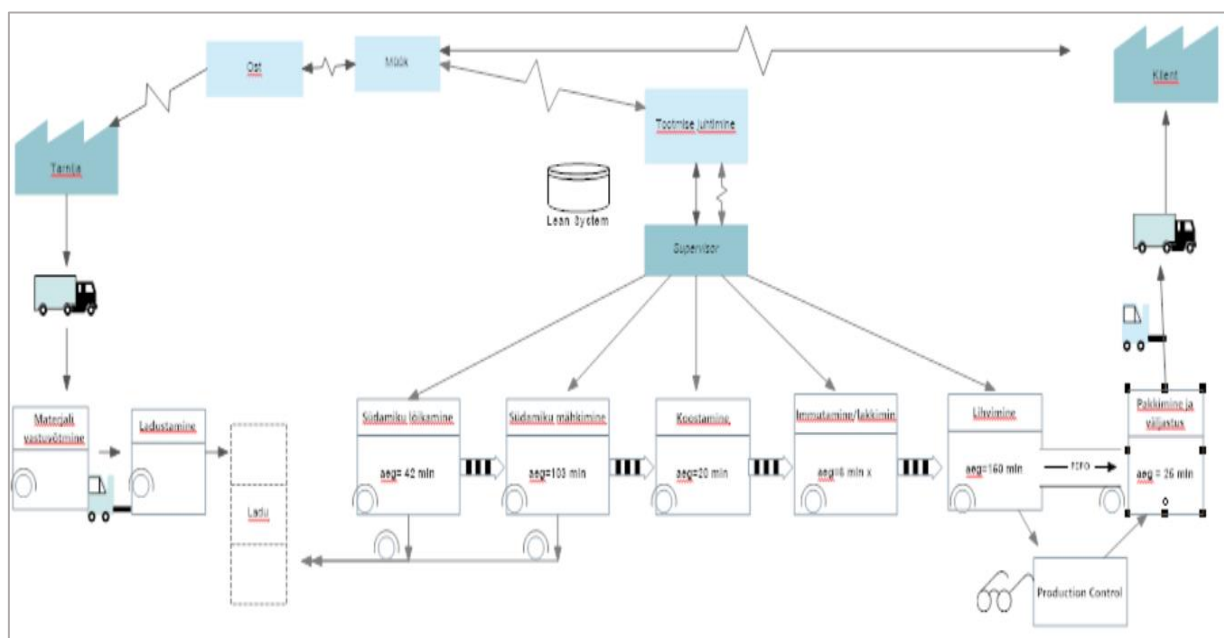 Ost
Müük
Klient
Tootmise juhtimine
Tarnija
Lean System
Supervisor
Materjali
vastuvõtmine
Ladustamine
Südamiku lõikamine
Südamiku mähkimine
Koostamine
Immutamine/lakkimin
Lihvimine
Pakkimine ja
väljastus
aeg= 42 min
aeg=103 min
aeg=20 min
aeg=6 min x
aeg=160 min
FIFO
aeg = 26 min
Ladu
Production Control